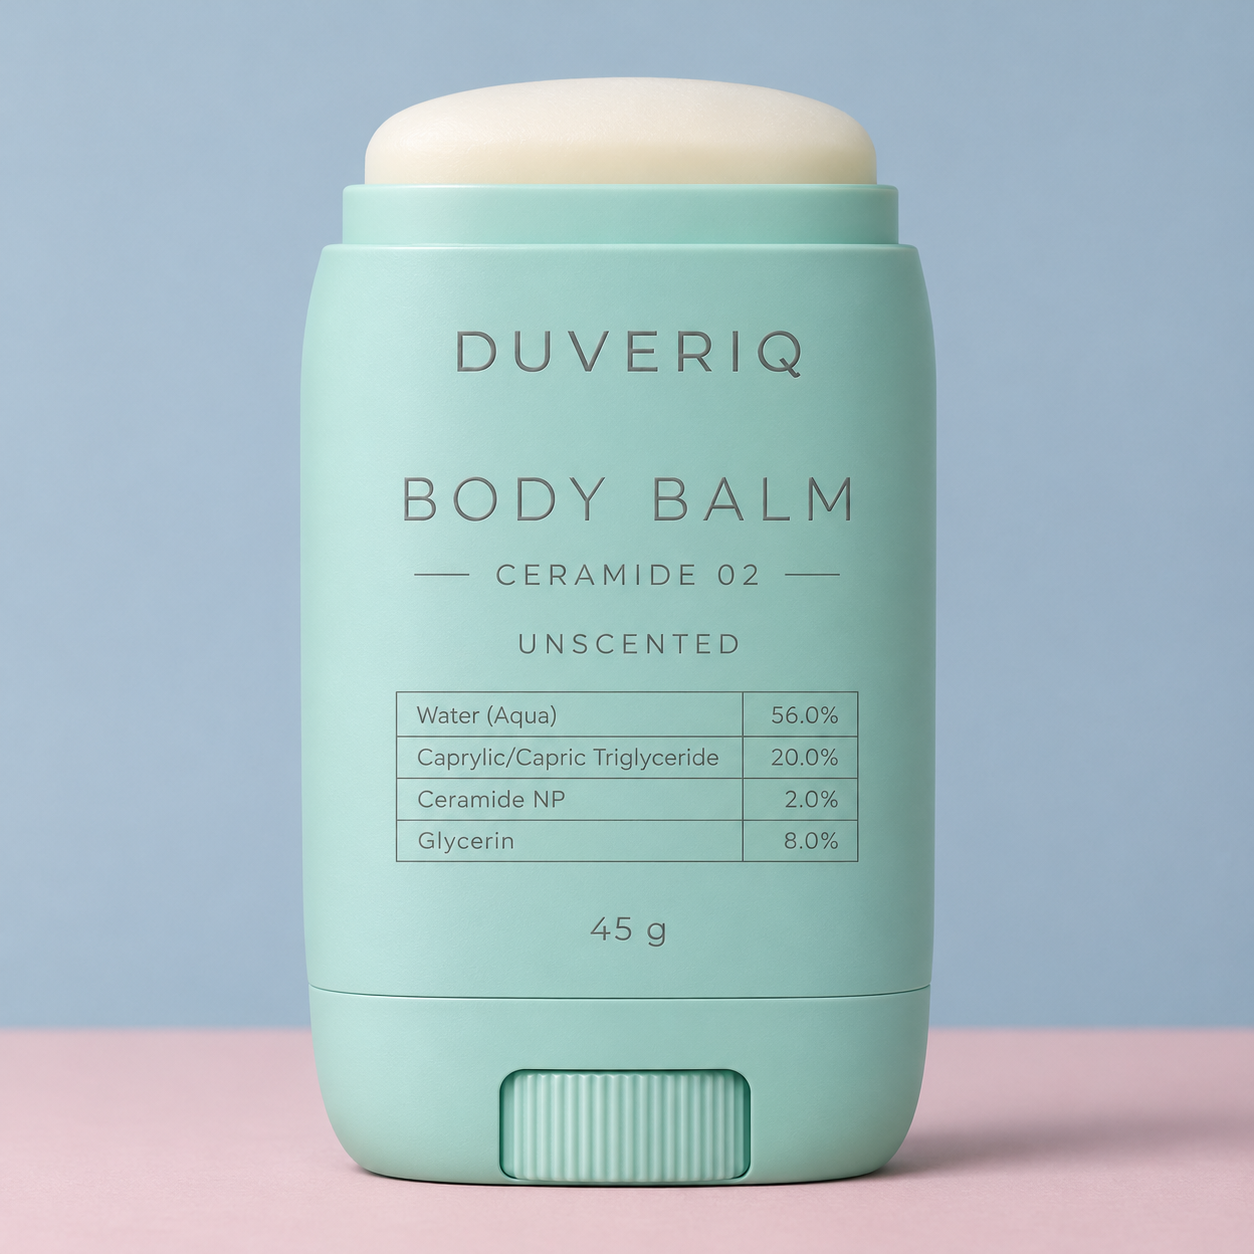 DUVERIQ
BODY BALM
CERAMIDE 02
UNSCENTED
Water (Aqua) 56.0%
Caprylic/Capric Triglyceride 20.0%
Ceramide NP 2.0%
Glycerin 8.0%
45 g